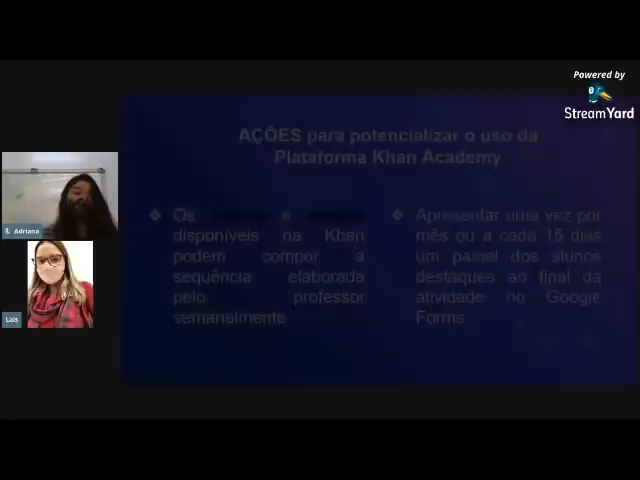 Powered by
StreamYard
AÇÕES para potencializar o uso da
Plataforma Khan Academy
❖ Os e
disponíveis na Khan
podem compor a
sequência elaborada
pelo professor
semanalmente
❖ Apresentar uma vez por
mês ou a cada 15 dias
um painel dos alunos
destaques ao final da
atividade no Google
Forms
Adriana
Lais